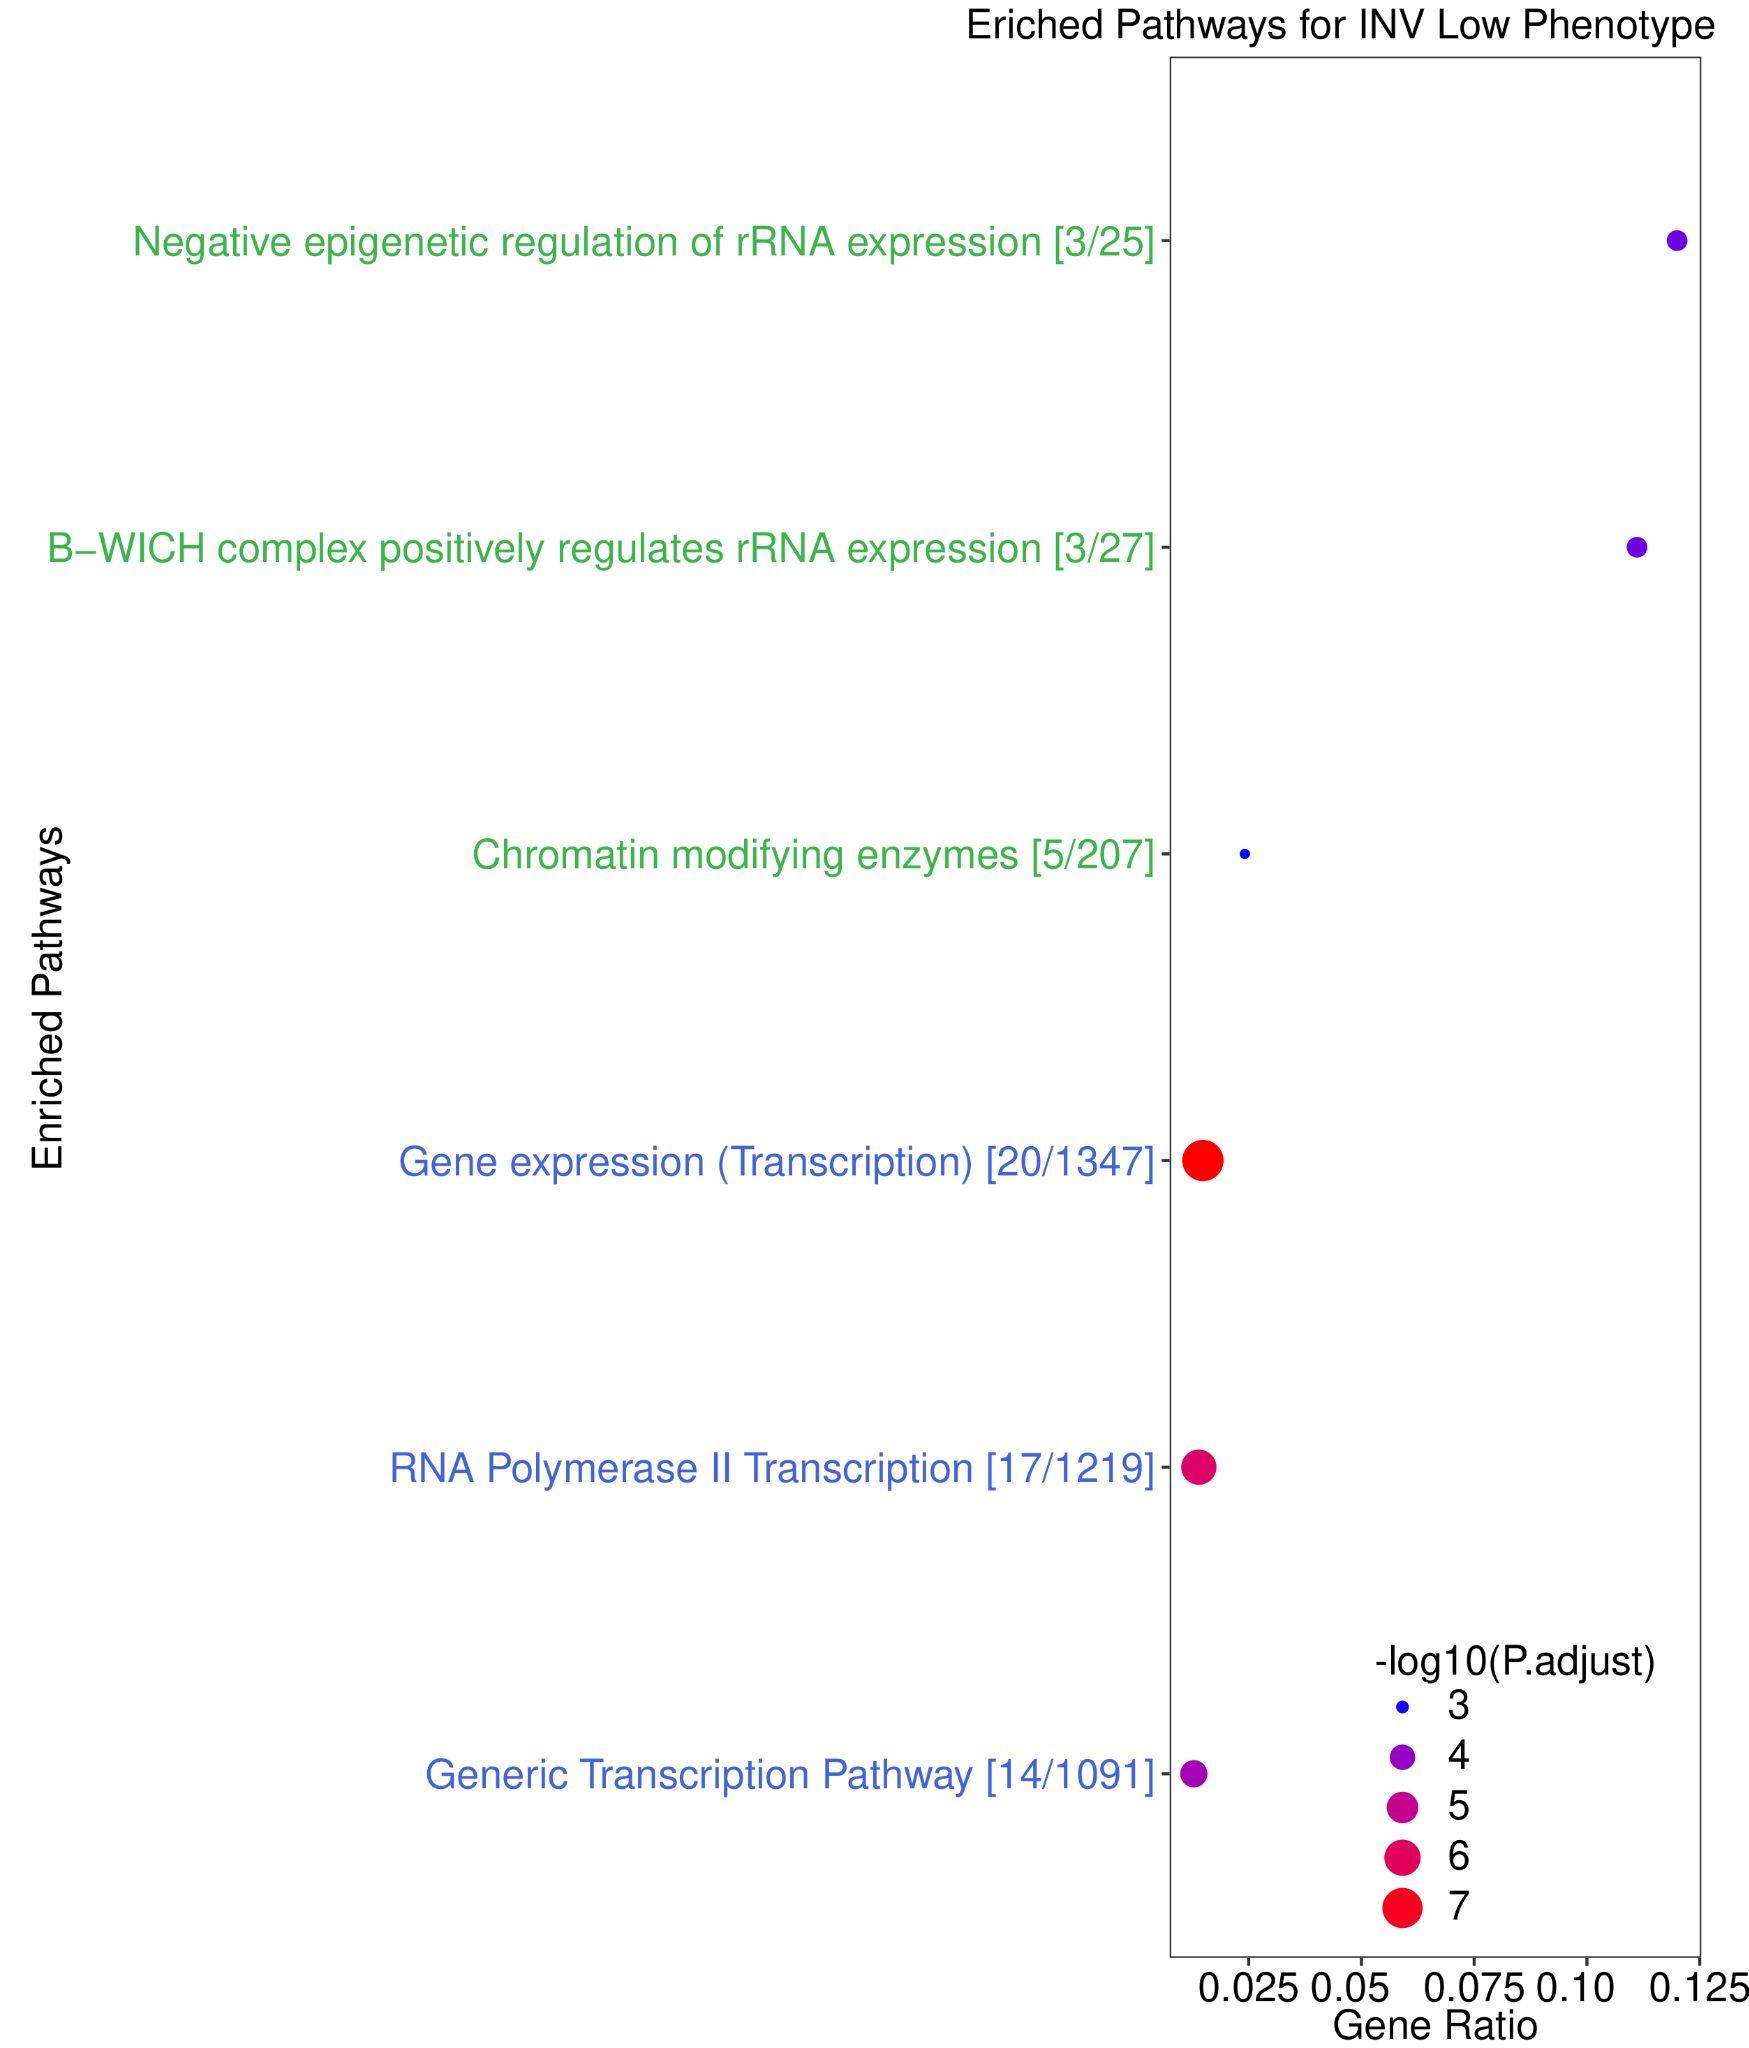 Eriched Pathways for INV Low Phenotype
Enriched Pathways
Negative epigenetic regulation of rRNA expression [3/25]
B−WICH complex positively regulates rRNA expression [3/27]
Chromatin modifying enzymes [5/207]
Gene expression (Transcription) [20/1347]
RNA Polymerase II Transcription [17/1219]
Generic Transcription Pathway [14/1091]
-log10(P.adjust)
3
4
5
6
7
0.025 0.05 0.075 0.10 0.125
Gene Ratio